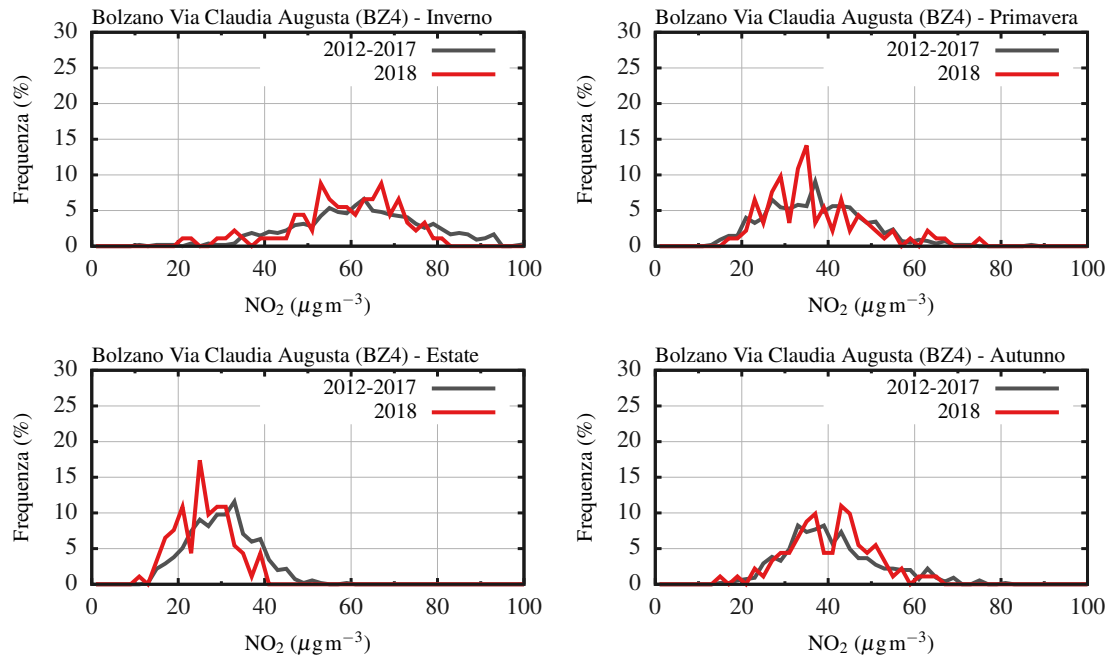 Bolzano Via Claudia Augusta (BZ4) - Inverno
30
25
20
15
10
5
0
Frequenza (%)
2012-2017
2018
0 20 40 60 80 100
NO₂ (µg m⁻³)
Bolzano Via Claudia Augusta (BZ4) - Primavera
30
25
20
15
10
5
0
Frequenza (%)
2012-2017
2018
0 20 40 60 80 100
NO₂ (µg m⁻³)
Bolzano Via Claudia Augusta (BZ4) - Estate
30
25
20
15
10
5
0
Frequenza (%)
2012-2017
2018
0 20 40 60 80 100
NO₂ (µg m⁻³)
Bolzano Via Claudia Augusta (BZ4) - Autunno
30
25
20
15
10
5
0
Frequenza (%)
2012-2017
2018
0 20 40 60 80 100
NO₂ (µg m⁻³)